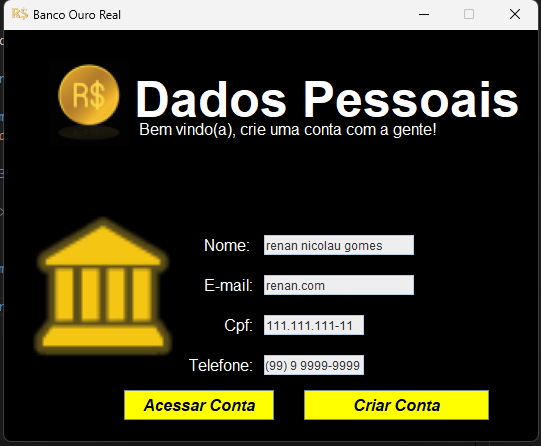 R$ Banco Ouro Real
R$
Dados Pessoais
Bem vindo(a), crie uma conta com a gente!
Nome: renan nicolau gomes
E-mail: renan.com
Cpf: 111.111.111-11
Telefone: (99) 9 9999-9999
Acessar Conta Criar Conta